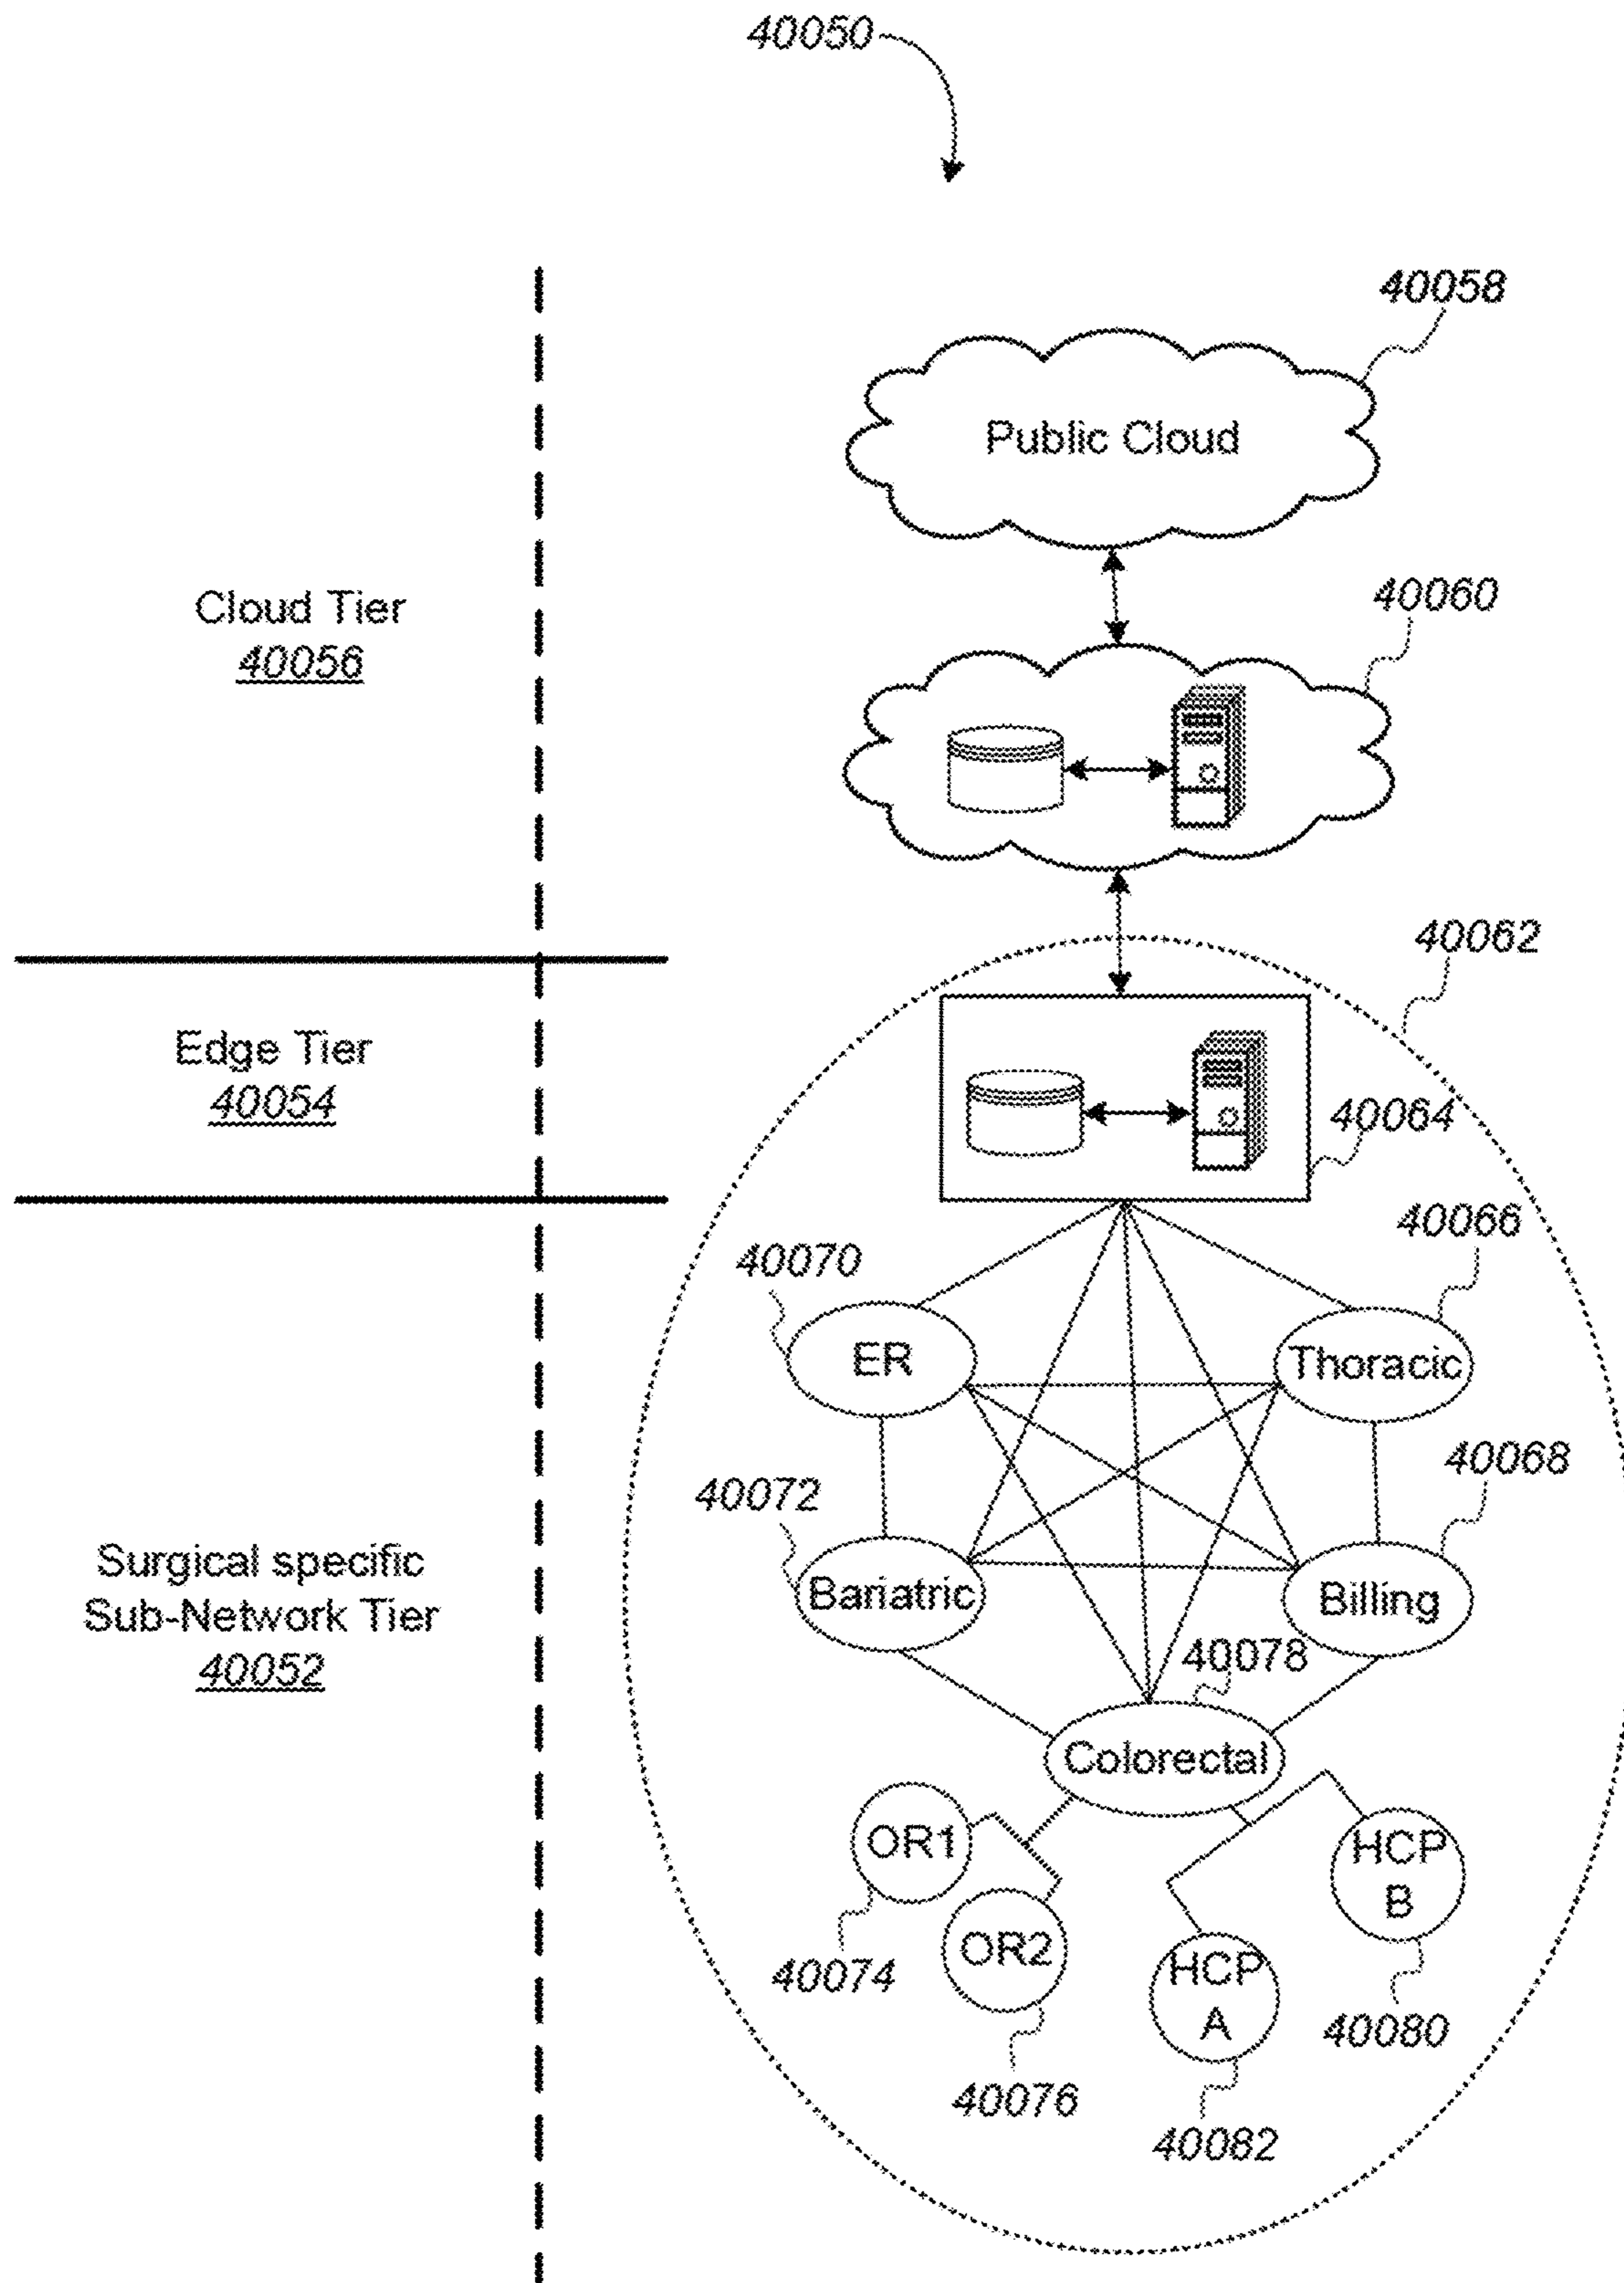 40050
40058
Public Cloud
Cloud Tier
40056
40060
40062
Edge Tier
40054
40064
40066
40070
ER
Thoracic
40068
40072
Surgical specific
Sub-Network Tier
40052
Bariatric
Billing
40078
Colorectal
OR1
HCP
B
OR2
HCP
A
40074
40080
40076
40082